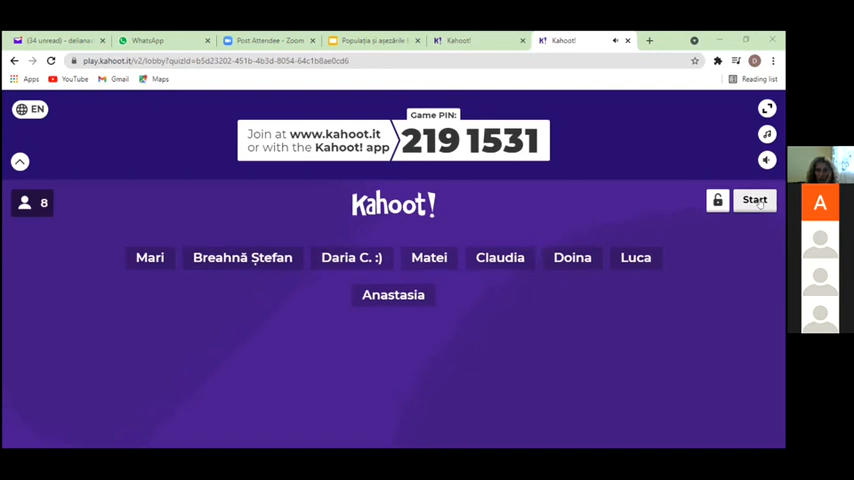 (34 unread) - deliana
WhatsApp
Post Attendee - Zoom
Populația și așezările
Kahoot!
Kahoot!
play.kahoot.it/v2/lobby?quizId=b5d23202-451b-4b3d-8054-64c1b8ae0cd6
D
Apps
YouTube
Gmail
Maps
Reading list
EN
Game PIN:
Join at www.kahoot.it
or with the Kahoot! app
219 1531
8
Kahoot!
Start
A
Mari
Breahnă Ștefan
Daria C. :)
Matei
Claudia
Doina
Luca
Anastasia